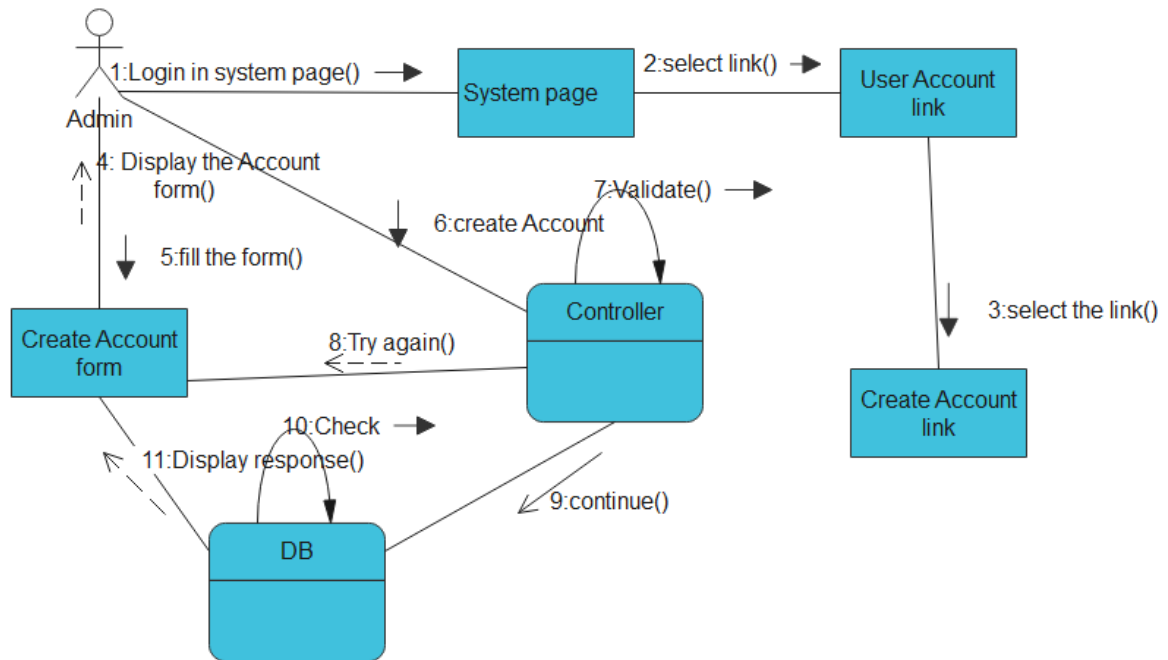 1:Login in system page()
2:select link()
System page
User Account
link
Admin
4: Display the Account
form()
7:Validate()
6:create Account
5:fill the form()
Controller
3:select the link()
Create Account
form
8:Try again()
Create Account
link
10:Check
11:Display response()
9:continue()
DB